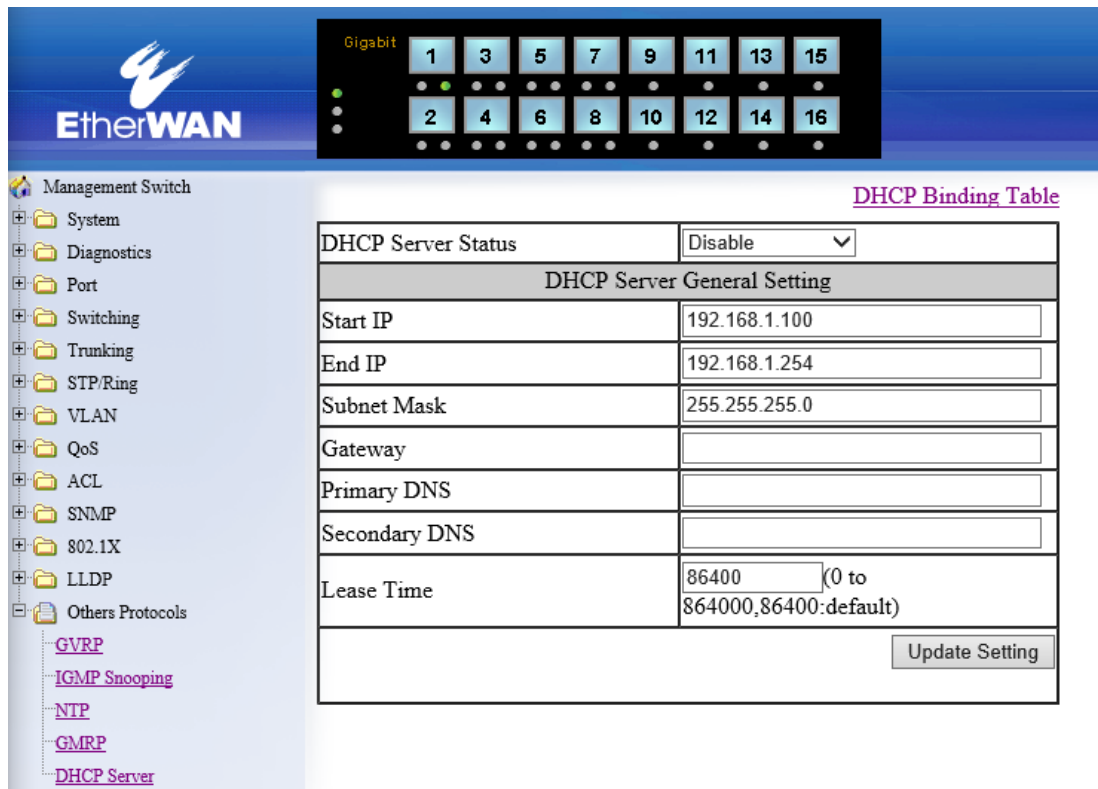 EtherWAN
Gigabit
1 3 5 7 9 11 13 15
2 4 6 8 10 12 14 16
Management Switch
System
Diagnostics
Port
Switching
Trunking
STP/Ring
VLAN
QoS
ACL
SNMP
802.1X
LLDP
Others Protocols
GVRP
IGMP Snooping
NTP
GMRP
DHCP Server
DHCP Binding Table
DHCP Server Status Disable
DHCP Server General Setting
Start IP 192.168.1.100
End IP 192.168.1.254
Subnet Mask 255.255.255.0
Gateway
Primary DNS
Secondary DNS
Lease Time 86400 (0 to
864000,86400:default)
Update Setting